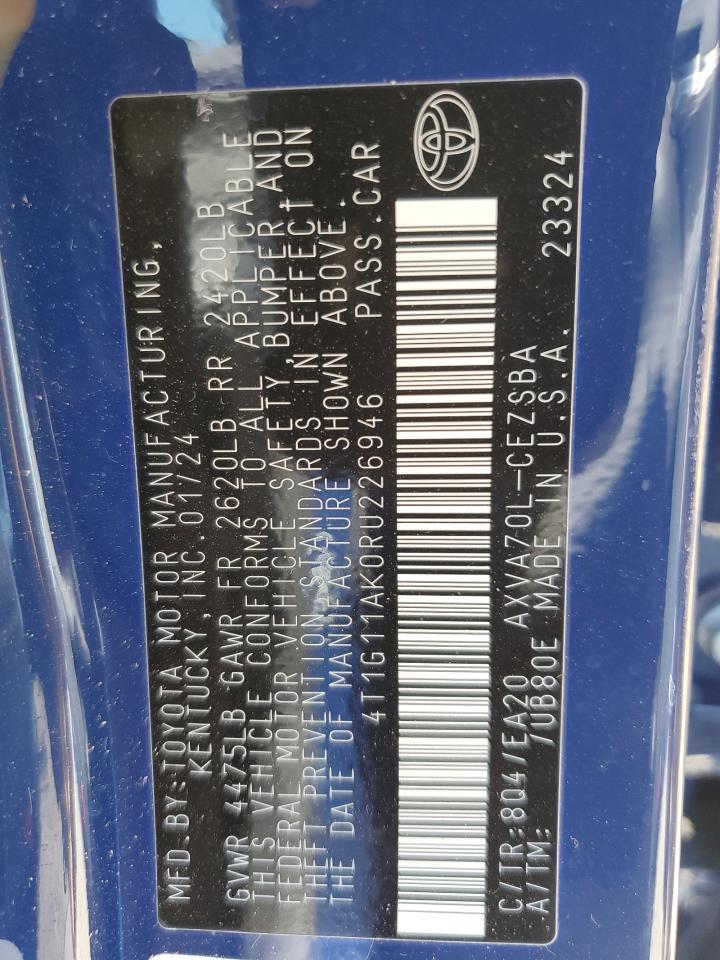 MFD.BY:TOYOTA MOTOR MANUFACTURING,
KENTUCKY, INC.01/24
GVWR 4475LB GAWR FR 2620LB RR 2420LB
THIS VEHICLE CONFORMS TO ALL APPLICABLE
FEDERAL MOTOR VEHICLE SAFETY,BUMPER AND
THEFT PREVENTION STANDARDS IN EFFECT ON
THE DATE OF MANUFACTURE SHOWN ABOVE.
4T1G11AK0RU226946 PASS.CAR
C/TR:8Q4/EA20 AXVA70L-CEZSBA
A/TM: /UB80E MADE IN U.S.A. 23324